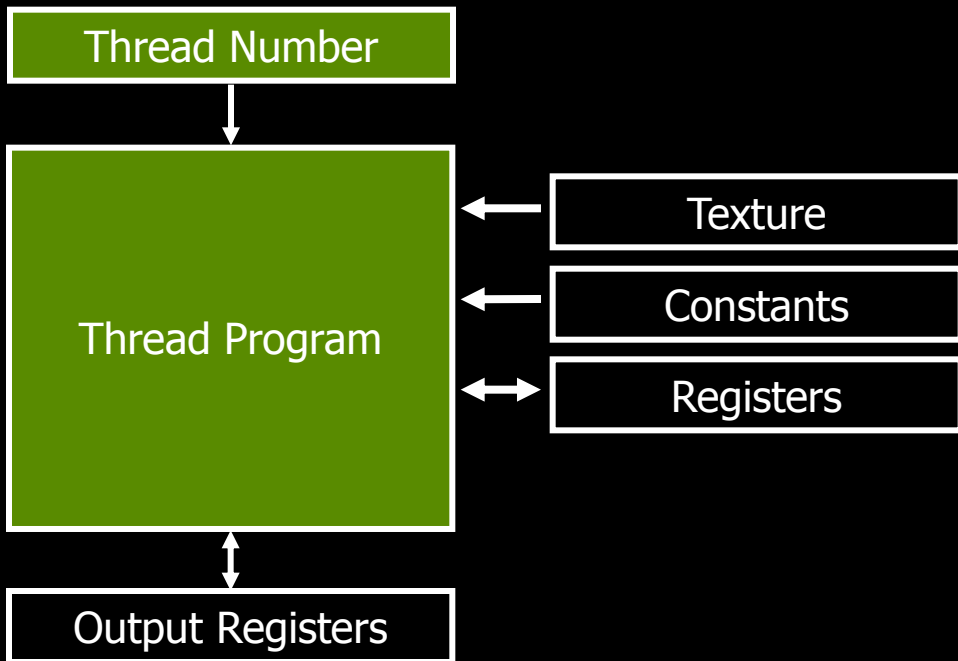 Thread Number
Thread Program
Texture
Constants
Registers
Output Registers